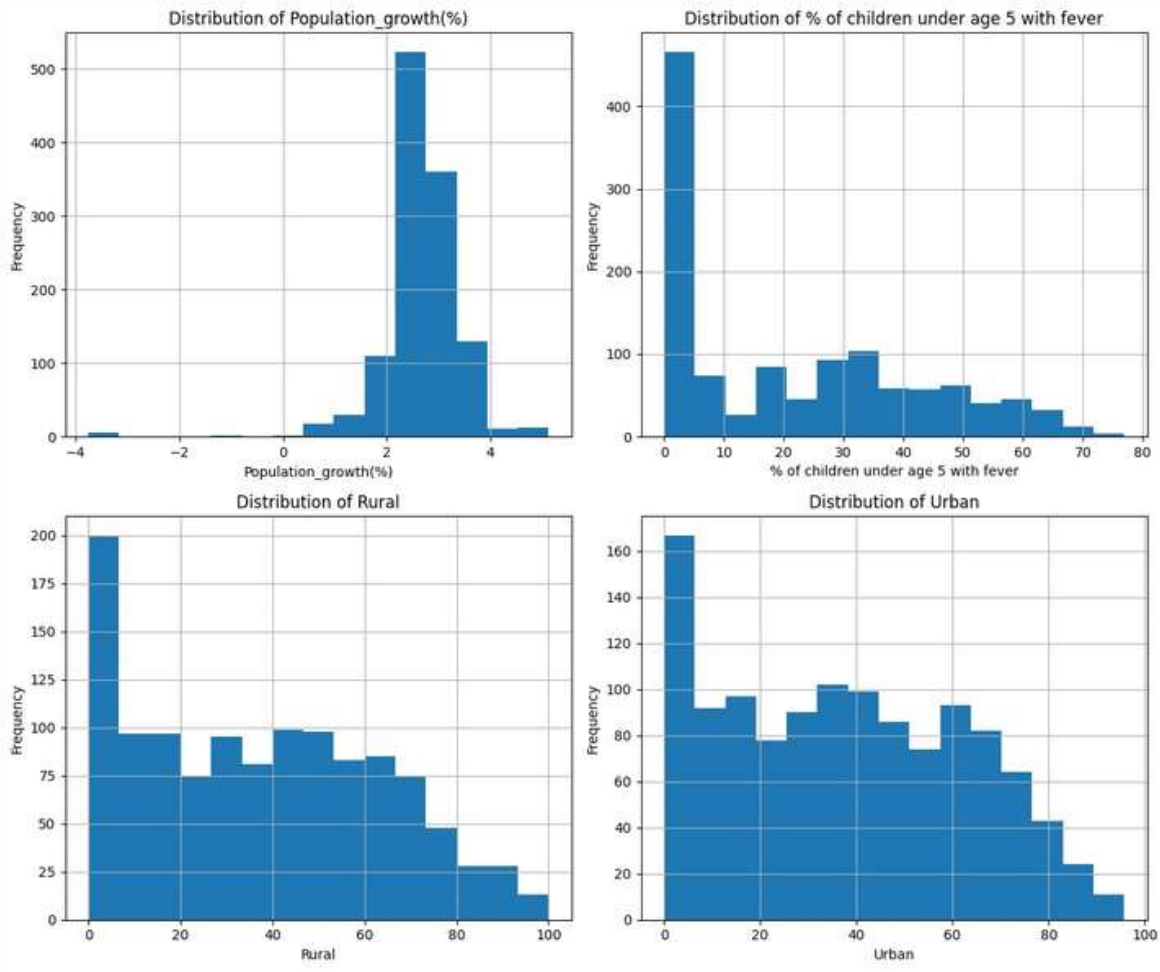 Distribution of Population_growth(%)
500
400
300
200
100
0
Frequency
−4 −2 0 2 4
Population_growth(%)
Distribution of % of children under age 5 with fever
400
300
200
100
0
Frequency
0 10 20 30 40 50 60 70 80
% of children under age 5 with fever
Distribution of Rural
200
175
150
125
100
75
50
25
0
Frequency
0 20 40 60 80 100
Rural
Distribution of Urban
160
140
120
100
80
60
40
20
0
Frequency
0 20 40 60 80 100
Urban